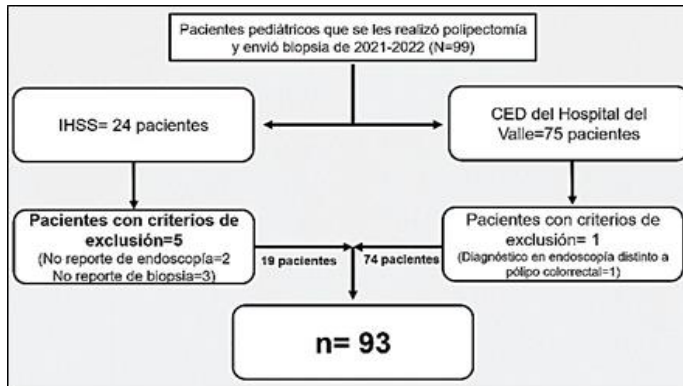 Pacientes pediátricos que se les realizó polipectomía
y envió biopsia de 2021-2022 (N=99)
IHSS= 24 pacientes
CED del Hospital del
Valle=75 pacientes
Pacientes con criterios de
exclusión=5
(No reporte de endoscopía=2
No reporte de biopsia=3)
Pacientes con criterios de
exclusión= 1
(Diagnóstico en endoscopía distinto a
pólipo colorrectal=1)
19 pacientes
74 pacientes
n= 93